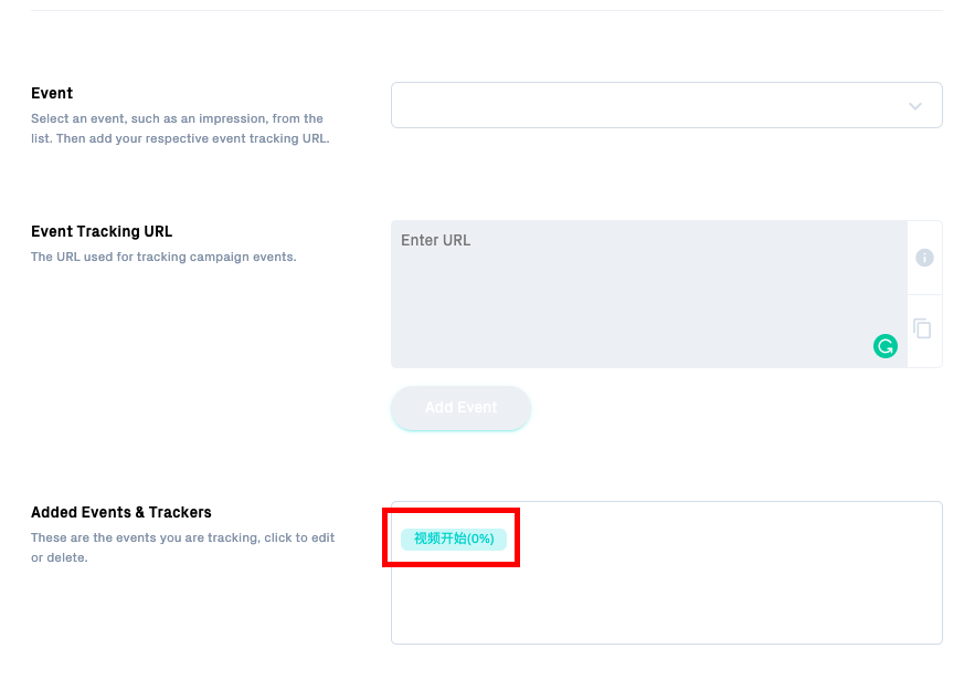 Event
Select an event, such as an impression, from the
list. Then add your respective event tracking URL.
Event Tracking URL
The URL used for tracking campaign events.
Enter URL
Add Event
Added Events & Trackers
These are the events you are tracking, click to edit
or delete.
视频开始(0%)